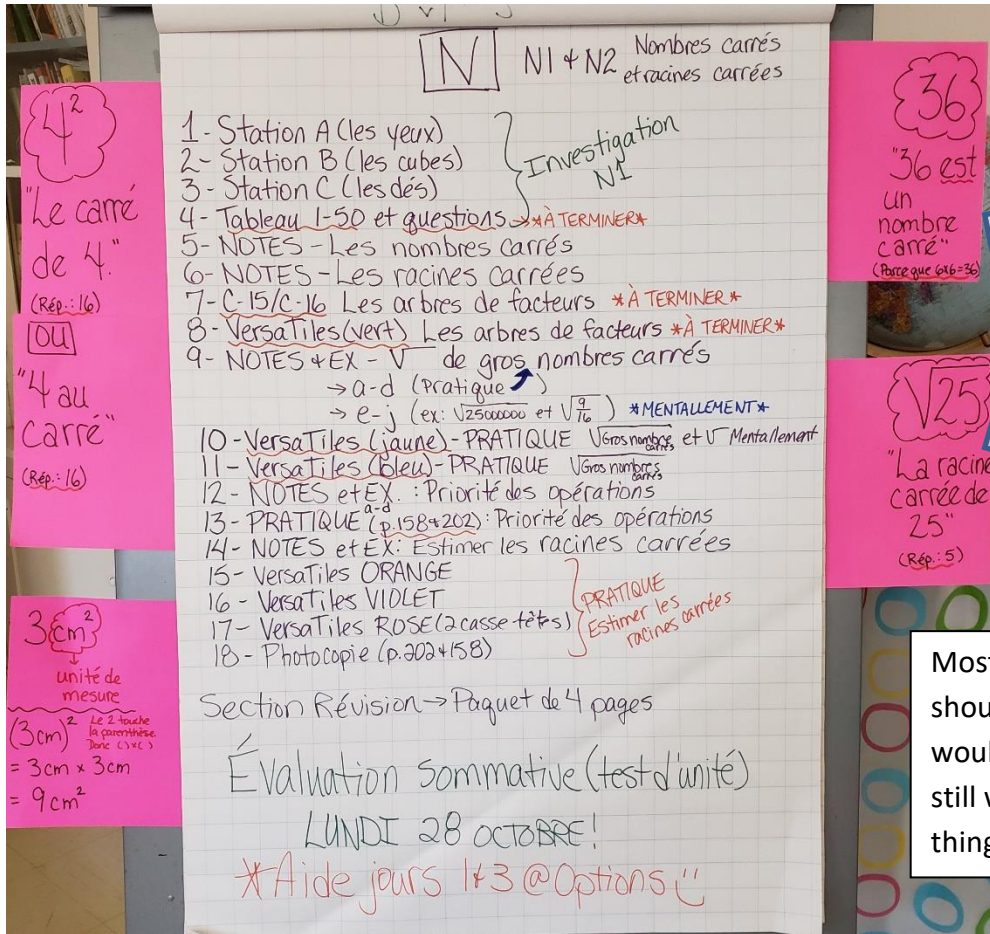 N
N1 & N2 Nombres carrés
et racines carrées
1 - Station A (les yeux)
2 - Station B (les cubes)
3 - Station C (les dés)
4 - Tableau 1-50 et questions → *À TERMINER*
Investigation
N1
5 - NOTES - Les nombres carrés
6 - NOTES - Les racines carrées
7 - C-15/C-16 Les arbres de facteurs *À TERMINER*
8 - VersaTiles (vert) Les arbres de facteurs *À TERMINER*
9 - NOTES & EX - √ de gros nombres carrés
→ a-d (Pratique ↗)
→ e-j (ex: √25000000 et √9/16) *MENTALLEMENT*
10 - VersaTiles (jaune) - PRATIQUE √Gros nombres carrés et √ Mentallement
11 - VersaTiles (bleu) - PRATIQUE √Gros nombres carrés
12 - NOTES et EX. : Priorité des opérations
13 - PRATIQUE a-d (p.158 & 202) : Priorité des opérations
14 - NOTES et EX: Estimer les racines carrées
15 - VersaTiles ORANGE
16 - VersaTiles VIOLET
17 - VersaTiles ROSE (2 casse-têtes)
18 - Photocopie (p.202 & 158)
PRATIQUE
Estimer les
racines carrées
Section Révision → Paquet de 4 pages
Évaluation Sommative (test d'unité)
LUNDI 28 OCTOBRE!
*Aide jours 1 & 3 @ Options
4²
"Le carré
de 4."
(Rép.: 16)
OU
"4 au
carré"
(Rép.: 16)
3cm²
unité de
mesure
(3cm)² Le 2 touche
la parenthèse.
Donc ( ) x ( )
= 3cm x 3cm
= 9cm²
36
"36 est
un
nombre
carré"
(Parce que 6x6=36)
√25
"La racine
carrée de
25"
(Rép.: 5)
Most
shou
woul
still
thing